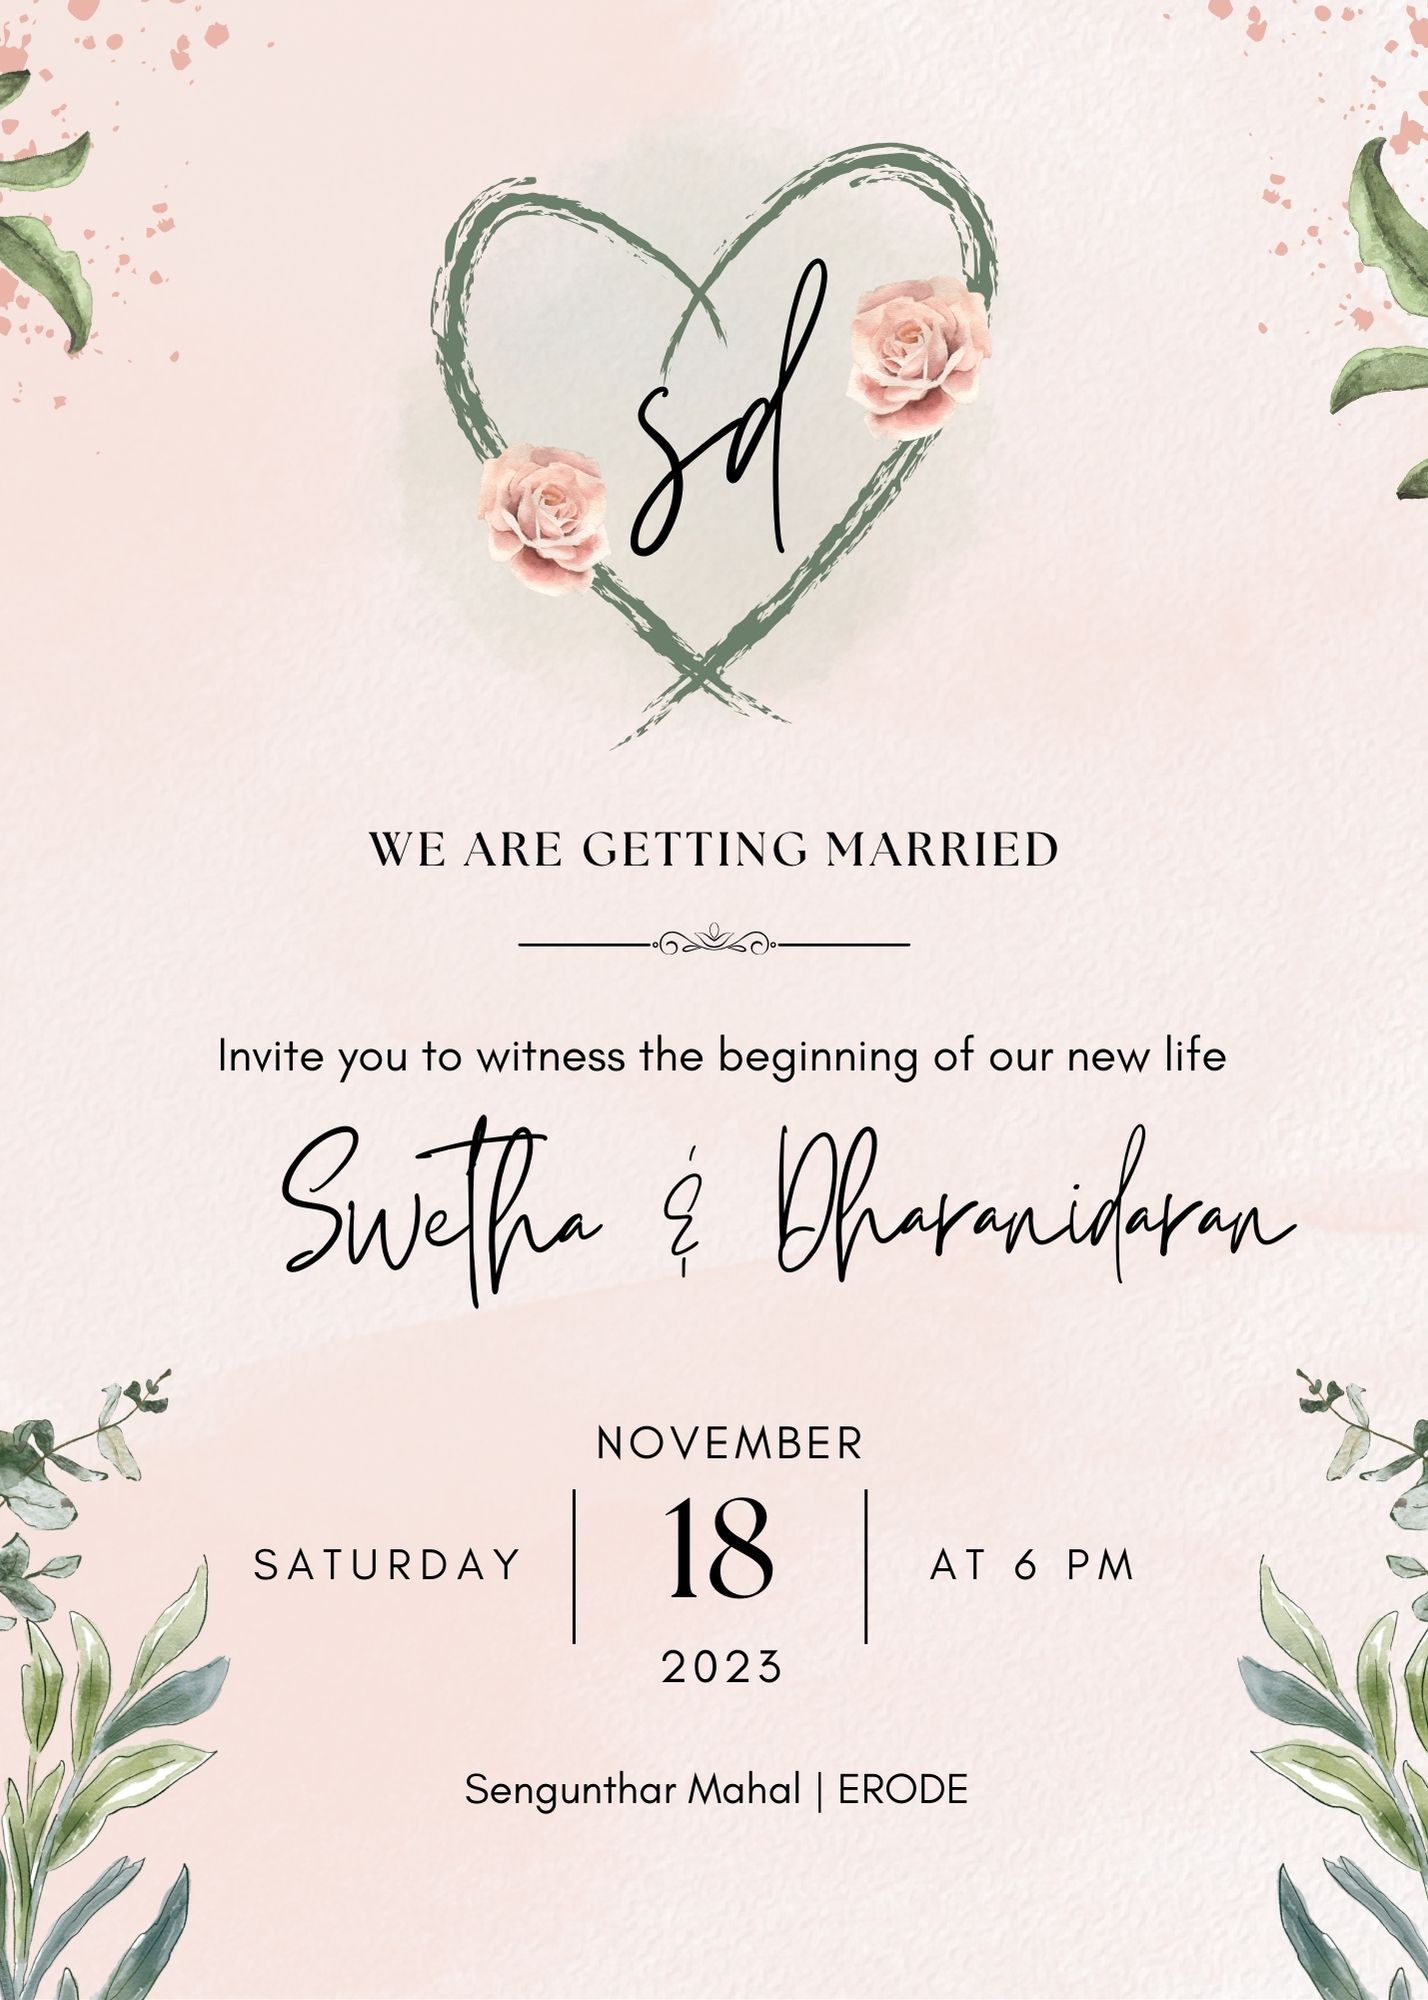 sd
WE ARE GETTING MARRIED
Invite you to witness the beginning of our new life
Swetha & Dharanidaran
NOVEMBER
SATURDAY 18 AT 6 PM
2023
Sengunthar Mahal | ERODE